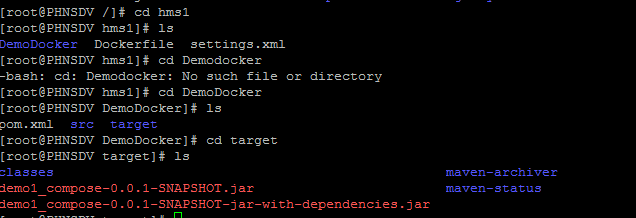 [root@PHNSDV /]# cd hms1
[root@PHNSDV hms1]# ls
DemoDocker  Dockerfile  settings.xml
[root@PHNSDV hms1]# cd Demodocker
-bash: cd: Demodocker: No such file or directory
[root@PHNSDV hms1]# cd DemoDocker
[root@PHNSDV DemoDocker]# ls
pom.xml  src  target
[root@PHNSDV DemoDocker]# cd target
[root@PHNSDV target]# ls
classes                                           maven-archiver
demo1_compose-0.0.1-SNAPSHOT.jar                  maven-status
demo1_compose-0.0.1-SNAPSHOT-jar-with-dependencies.jar
[root@PHNSDV target]#